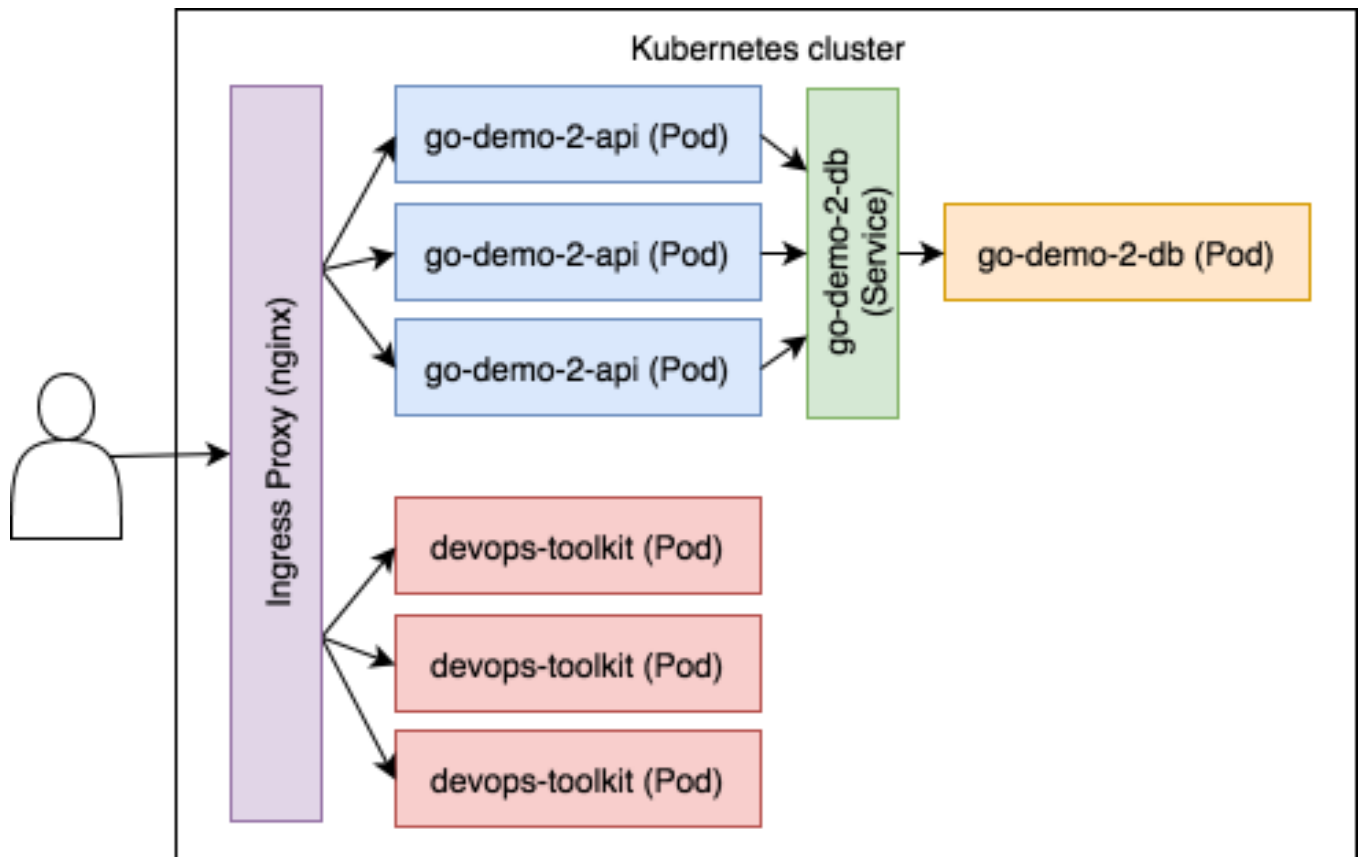 Kubernetes cluster
Ingress Proxy (nginx)
go-demo-2-api (Pod)
go-demo-2-api (Pod)
go-demo-2-api (Pod)
go-demo-2-db
(Service)
go-demo-2-db (Pod)
devops-toolkit (Pod)
devops-toolkit (Pod)
devops-toolkit (Pod)